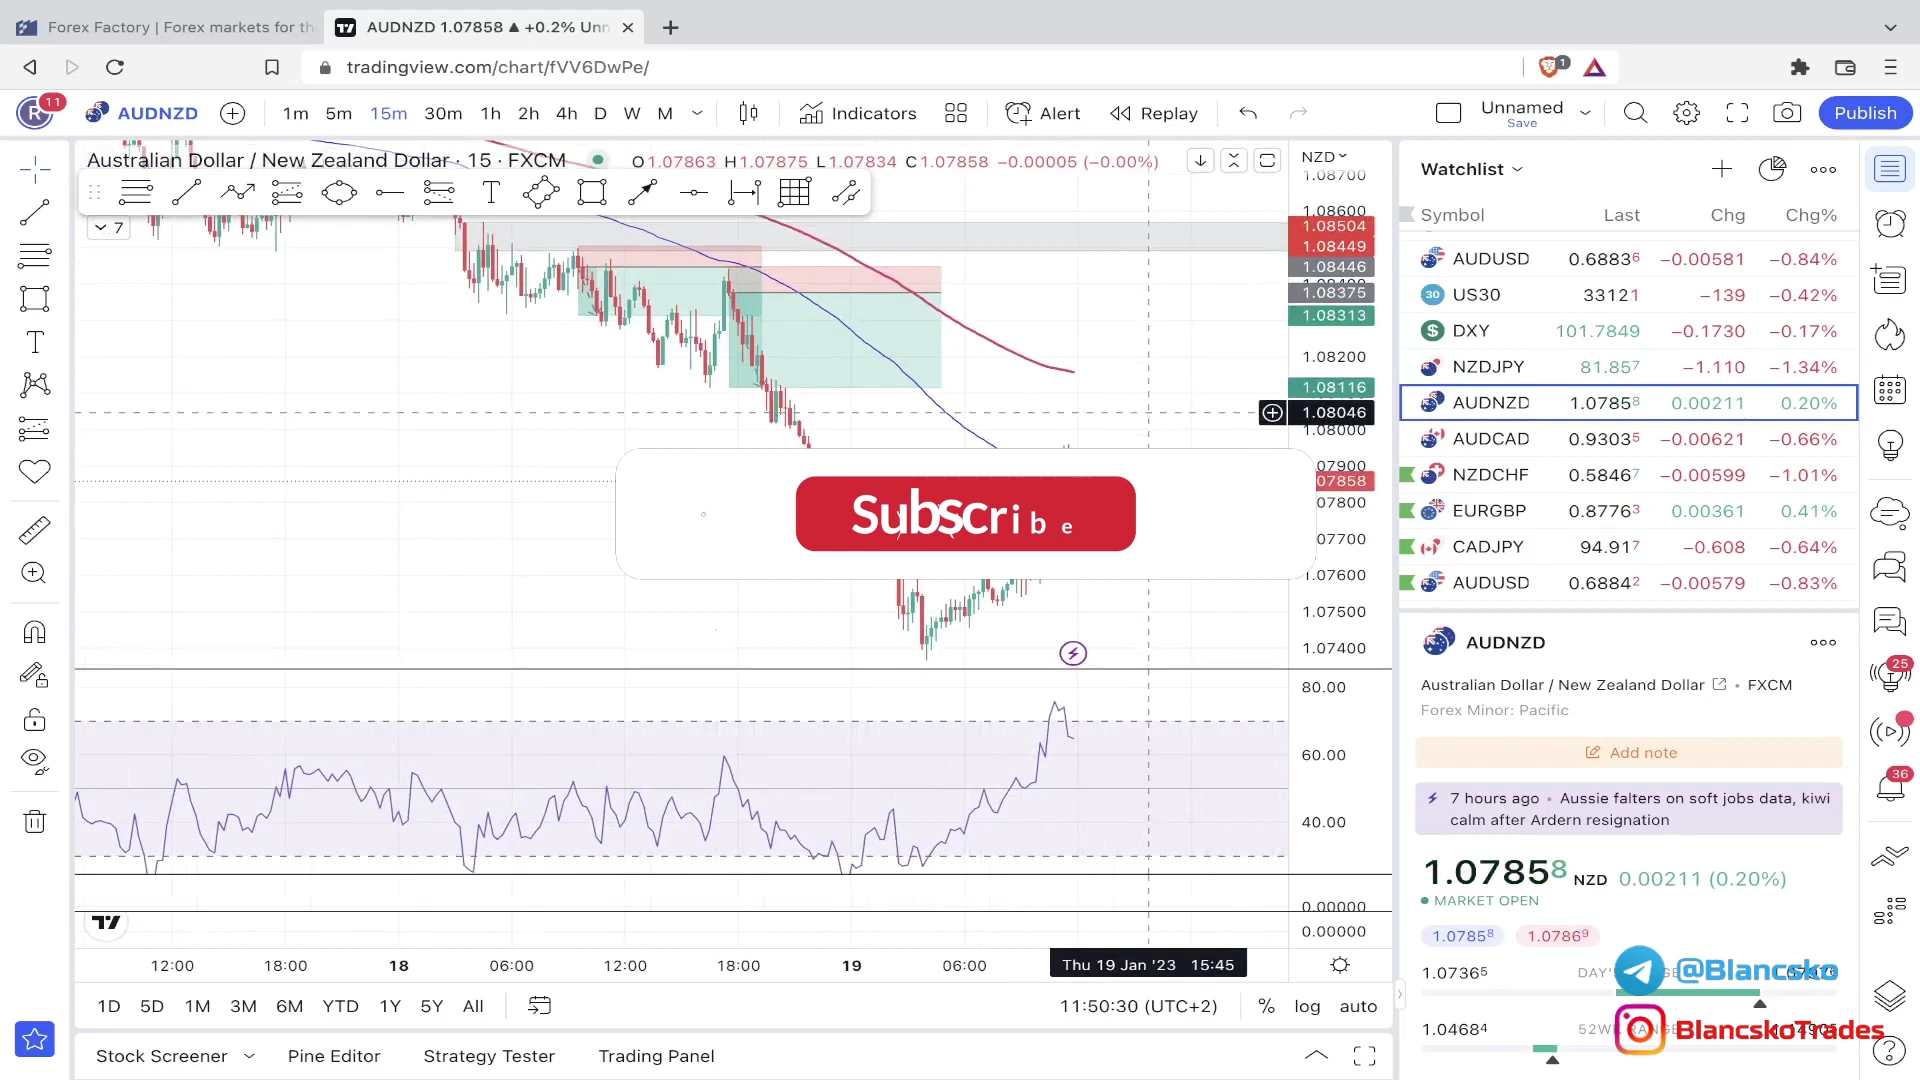 Forex Factory | Forex markets for th
AUDNZD 1.07858 ▲ +0.2% Unn
tradingview.com/chart/fVV6DwPe/
1
R 11 AUDNZD 1m 5m 15m 30m 1h 2h 4h D W M Indicators Alert Replay Unnamed Save Publish
Australian Dollar / New Zealand Dollar · 15 · FXCM O1.07863 H1.07875 L1.07834 C1.07858 −0.00005 (−0.00%)
NZD
7
1.08700
1.08600
1.08504
1.08449
1.08446
1.08375
1.08313
1.08200
1.08116
1.08046
1.08000
07900
07858
07800
07700
07600
1.07500
1.07400
80.00
60.00
40.00
0.00000
0.00000
Subscribe
12:00 18:00 18 06:00 12:00 18:00 19 06:00 Thu 19 Jan '23 15:45
1D 5D 1M 3M 6M YTD 1Y 5Y All 11:50:30 (UTC+2) % log auto
Stock Screener Pine Editor Strategy Tester Trading Panel
Watchlist
Symbol Last Chg Chg%
AUDUSD 0.68836 −0.00581 −0.84%
30 US30 33121 −139 −0.42%
$ DXY 101.7849 −0.1730 −0.17%
NZDJPY 81.857 −1.110 −1.34%
AUDNZD 1.07858 0.00211 0.20%
AUDCAD 0.93035 −0.00621 −0.66%
NZDCHF 0.58467 −0.00599 −1.01%
EURGBP 0.87763 0.00361 0.41%
CADJPY 94.917 −0.608 −0.64%
AUDUSD 0.68842 −0.00579 −0.83%
AUDNZD
Australian Dollar / New Zealand Dollar • FXCM
Forex Minor: Pacific
Add note
7 hours ago • Aussie falters on soft jobs data, kiwi
calm after Ardern resignation
1.07858 NZD 0.00211 (0.20%)
MARKET OPEN
1.07858 1.07869
1.07365
@Blancsko
1.04684
BlancskoTrades
25
36